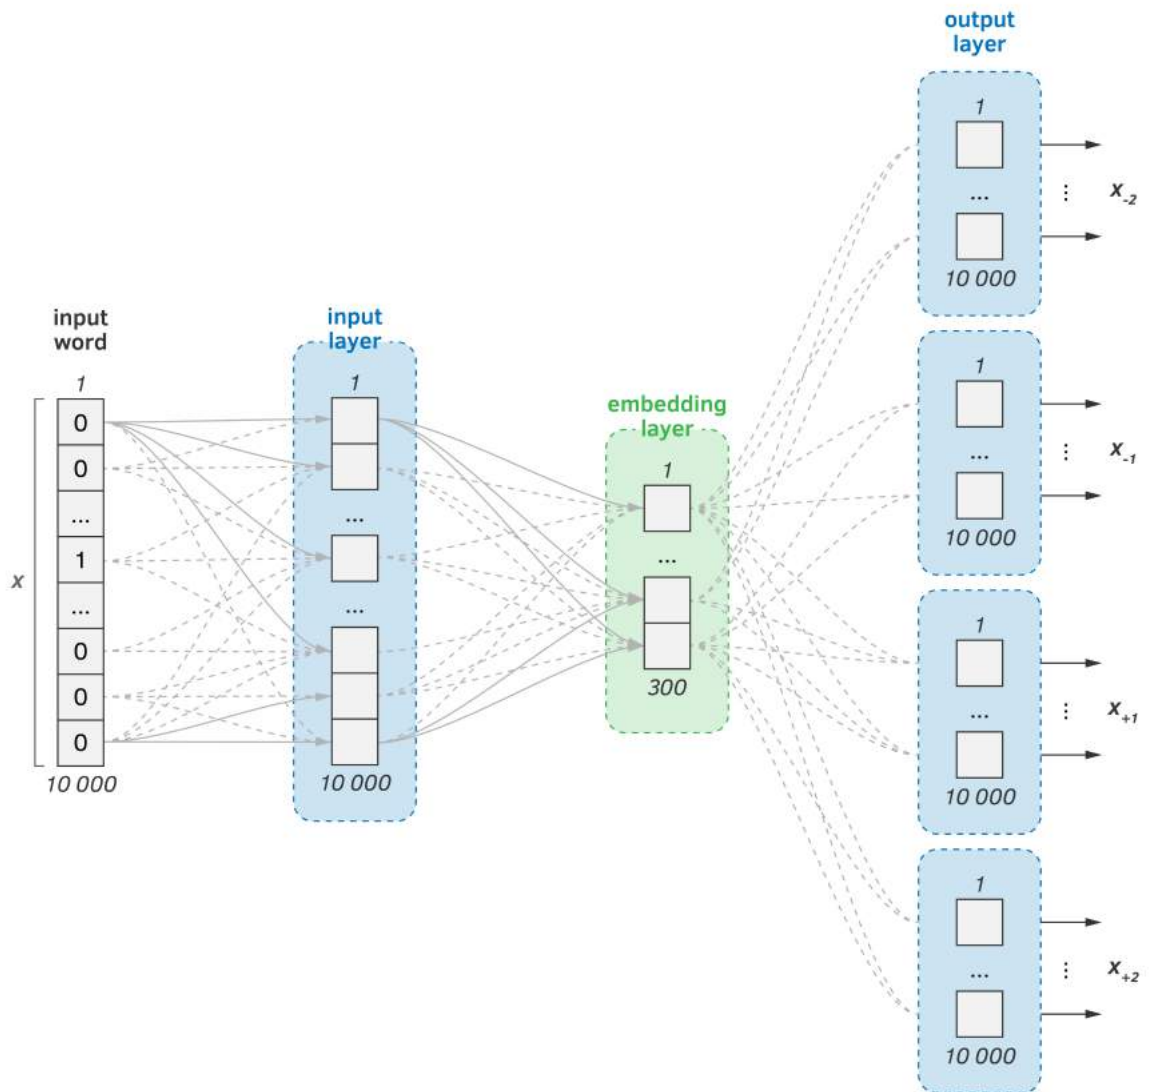 output
layer
1
...
10 000
⋮
x-2
input
word
1
0
0
...
1
...
0
0
0
10 000
x
input
layer
1
...
...
10 000
embedding
layer
1
...
300
1
...
10 000
⋮
x-1
1
...
10 000
⋮
x+1
1
...
10 000
⋮
x+2